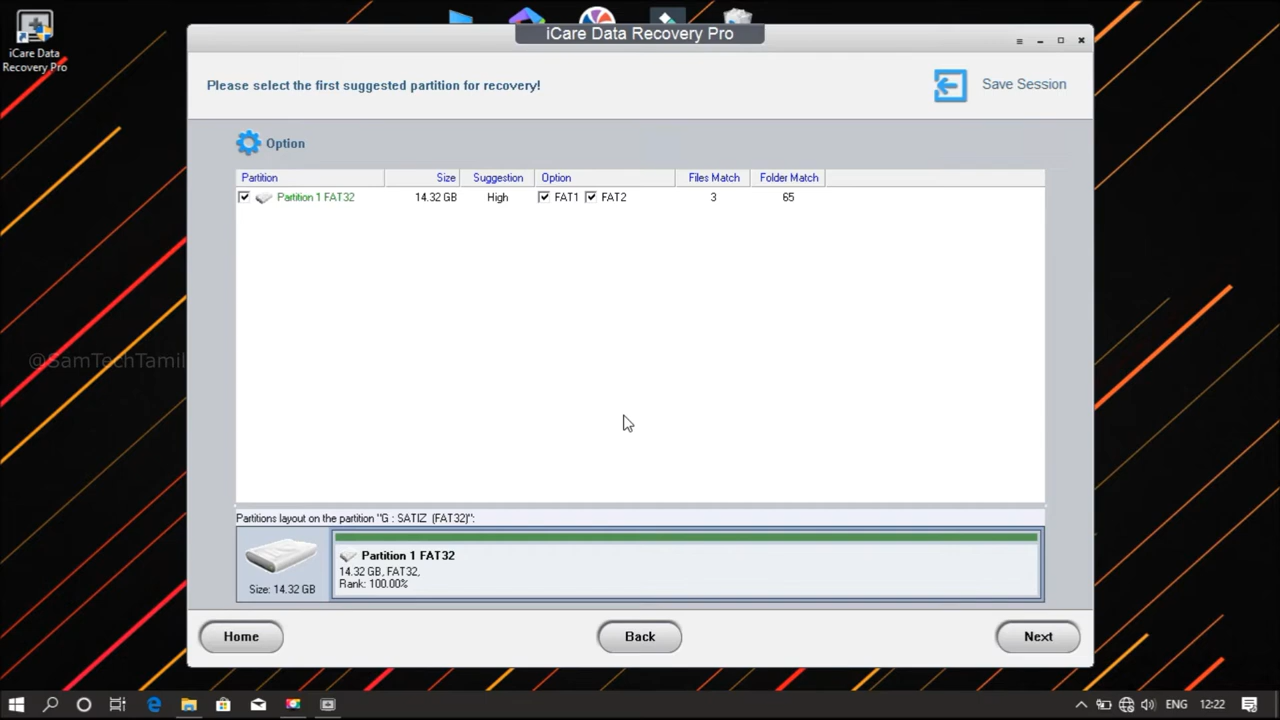 iCare Data
Recovery Pro
iCare Data Recovery Pro
Please select the first suggested partition for recovery!
Save Session
Option
Partition Size Suggestion Option Files Match Folder Match
Partition 1 FAT32 14.32 GB High FAT1 FAT2 3 65
@SamTechTamil
Partitions layout on the partition "G : SATIZ (FAT32)":
Partition 1 FAT32
14.32 GB, FAT32,
Rank: 100.00%
Size: 14.32 GB
Home Back Next
ENG 12:22